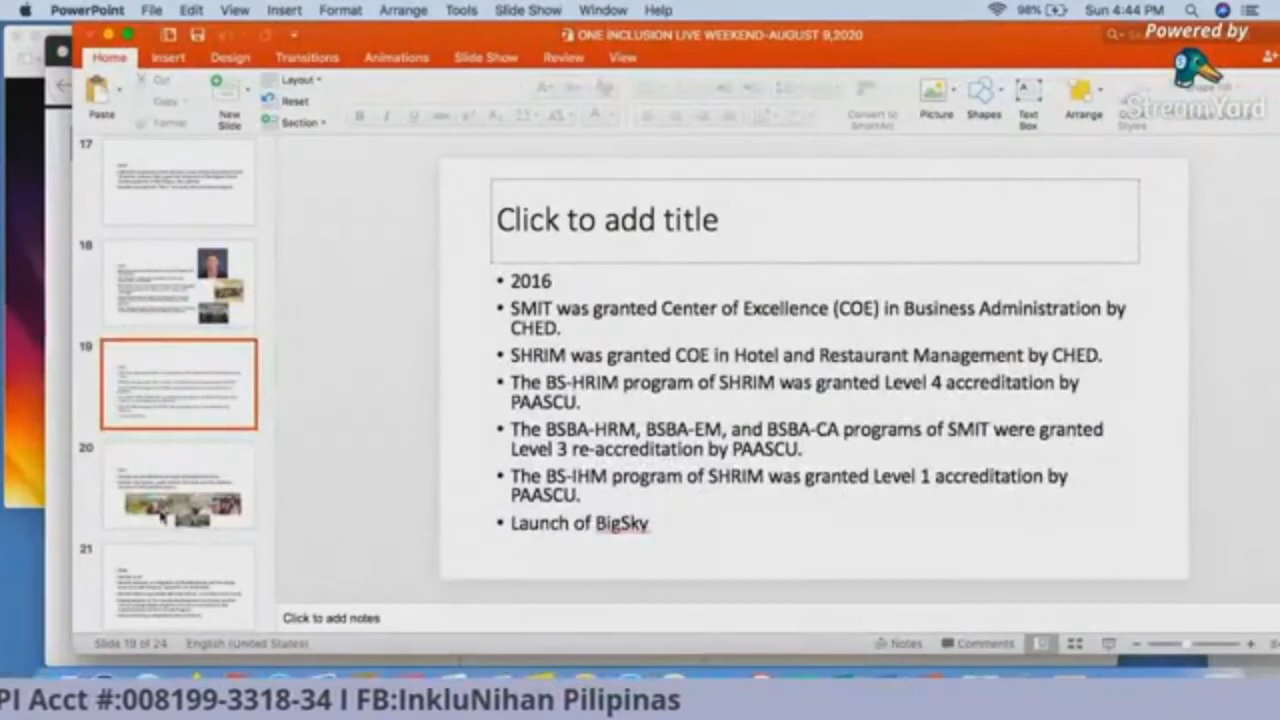 PowerPoint File Edit View Insert Format Arrange Tools Slide Show Window Help 98% Sun 4:44 PM
Powered by
StreamYard
ONE INCLUSION LIVE WEEKEND-AUGUST 9,2020
Home Insert Design Transitions Animations Slide Show Review View
Paste
Cut
Copy
Format
New
Slide
Layout
Reset
Section
Convert to
SmartArt
Picture
Shapes
Text
Box
Arrange
Styles
17
18
19
20
21
Click to add title
• 2016
• SMIT was granted Center of Excellence (COE) in Business Administration by
CHED.
• SHRIM was granted COE in Hotel and Restaurant Management by CHED.
• The BS-HRIM program of SHRIM was granted Level 4 accreditation by
PAASCU.
• The BSBA-HRM, BSBA-EM, and BSBA-CA programs of SMIT were granted
Level 3 re-accreditation by PAASCU.
• The BS-IHM program of SHRIM was granted Level 1 accreditation by
PAASCU.
• Launch of BigSky
Click to add notes
Slide 19 of 24 English (United States) Notes Comments
PI Acct #:008199-3318-34 I FB:InkluNihan Pilipinas